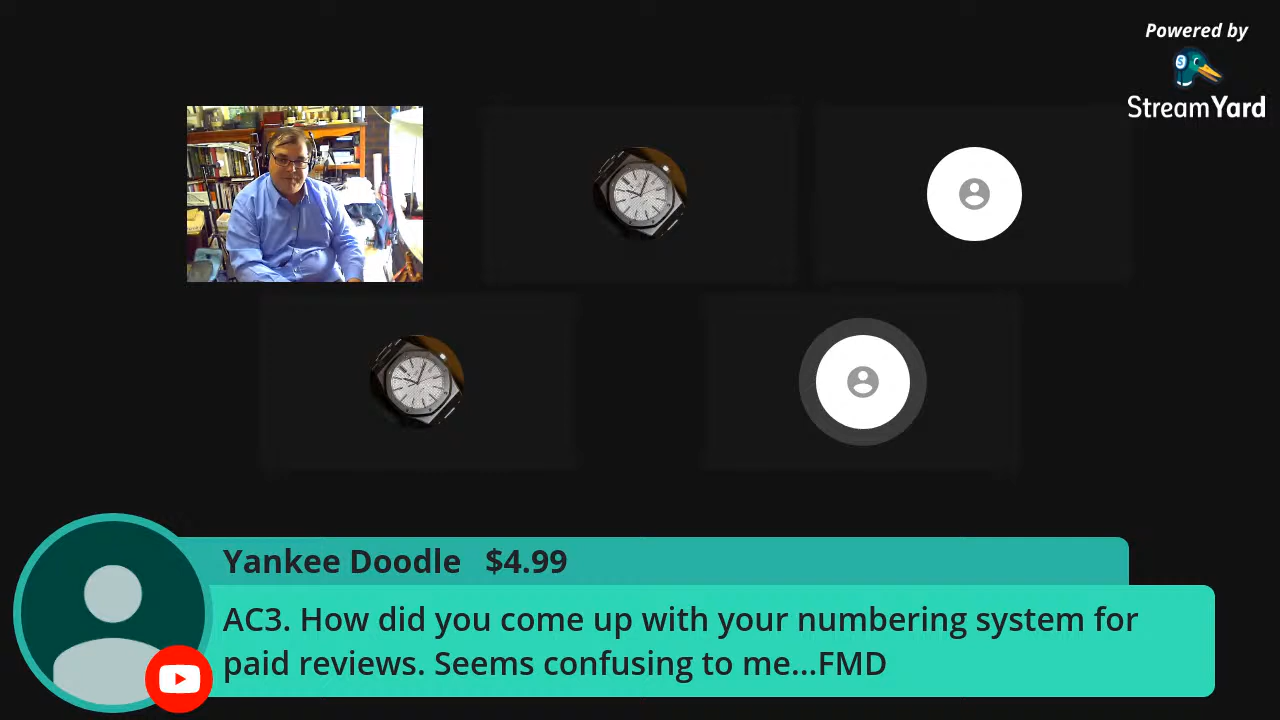 Powered by
StreamYard
Yankee Doodle $4.99
AC3. How did you come up with your numbering system for
paid reviews. Seems confusing to me...FMD